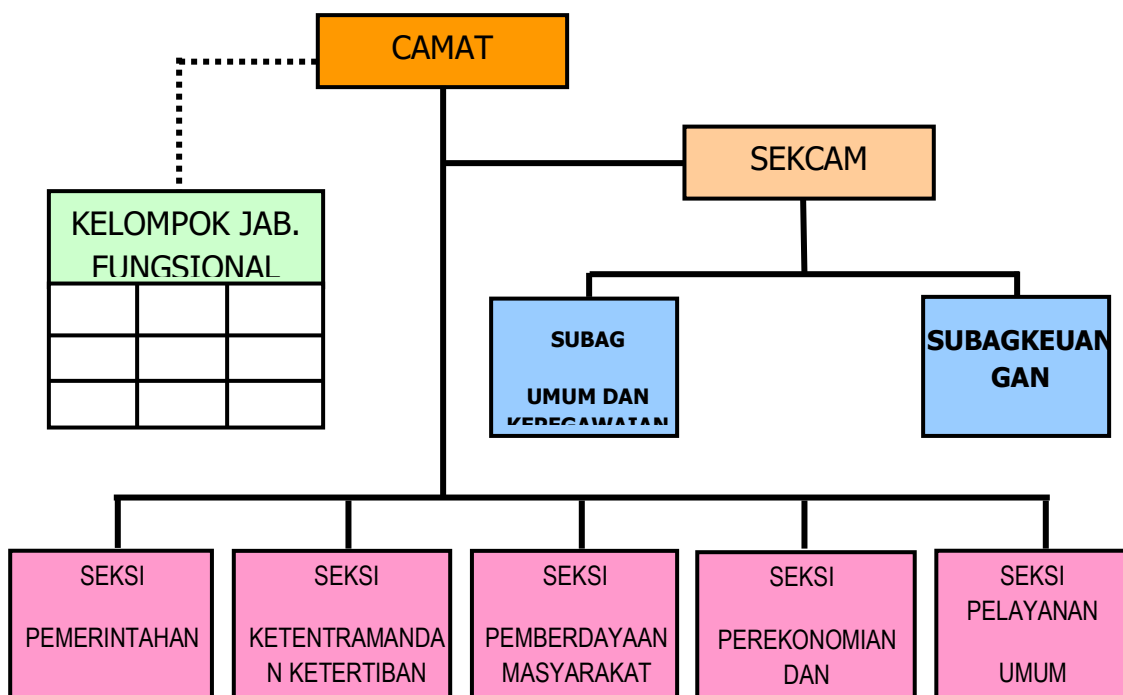 CAMAT
SEKCAM
KELOMPOK JAB.
FUNGSIONAL
SUBAG
UMUM DAN
KEPEGAWAIAN
SUBAGKEUAN
GAN
SEKSI
PEMERINTAHAN
SEKSI
KETENTRAMANDA
N KETERTIBAN
SEKSI
PEMBERDAYAAN
MASYARAKAT
SEKSI
PEREKONOMIAN
DAN
SEKSI
PELAYANAN
UMUM